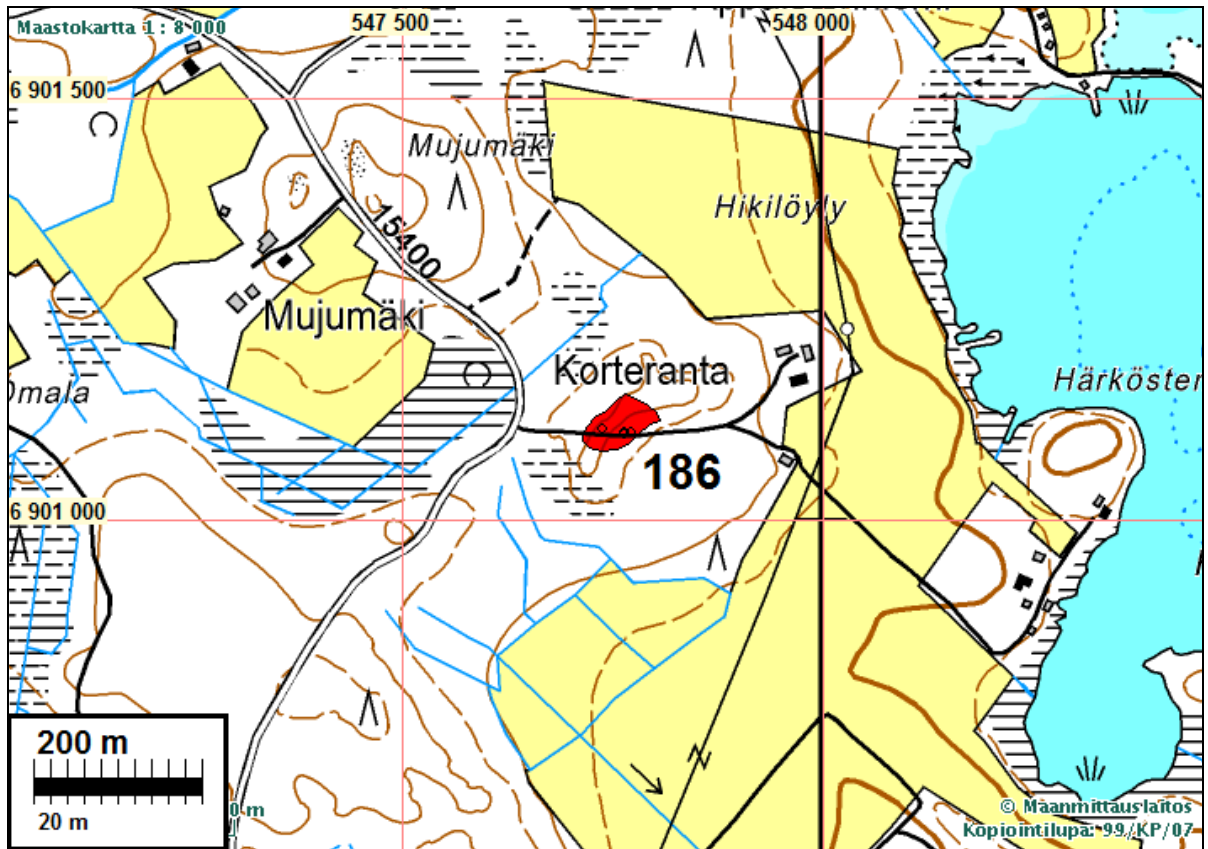 Maastokartta 1 : 8 000
547 500
548 000
6 901 500
Mujumäki
Hikilöyly
15400
Mujumäki
Korteranta
Härköster
Omala
186
6 901 000
200 m
20 m
0 m
© Maanmittauslaitos
Kopiointilupa: 99/KP/07